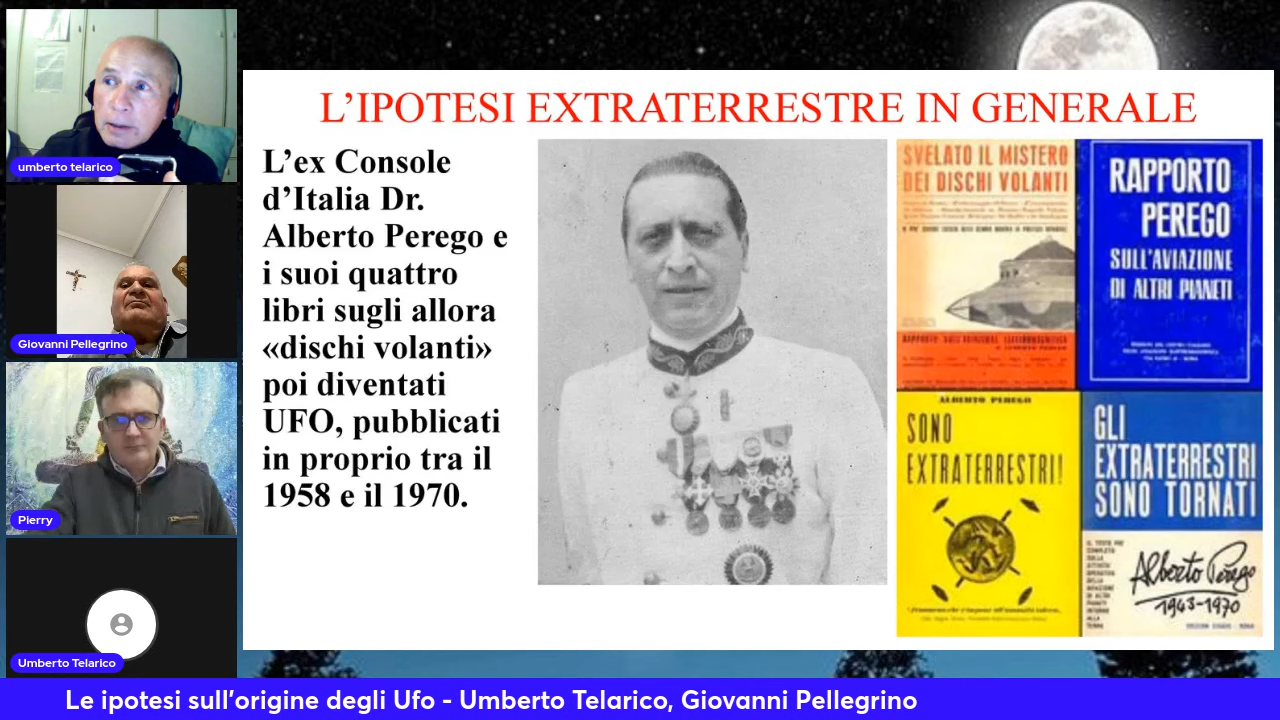 umberto telarico
Giovanni Pellegrino
Pierry
Umberto Telarico
L'IPOTESI EXTRATERRESTRE IN GENERALE
L'ex Console
d'Italia Dr.
Alberto Perego e
i suoi quattro
libri sugli allora
«dischi volanti»
poi diventati
UFO, pubblicati
in proprio tra il
1958 e il 1970.
SVELATO IL MISTERO
DEI DISCHI VOLANTI
RAPPORTO
PEREGO
SULL'AVIAZIONE
DI ALTRI PIANETI
ALBERTO PEREGO
SONO
EXTRATERRESTRI!
GLI
EXTRATERRESTRI
SONO TORNATI
Alberto Perego
1943-1970
Le ipotesi sull'origine degli Ufo - Umberto Telarico, Giovanni Pellegrino